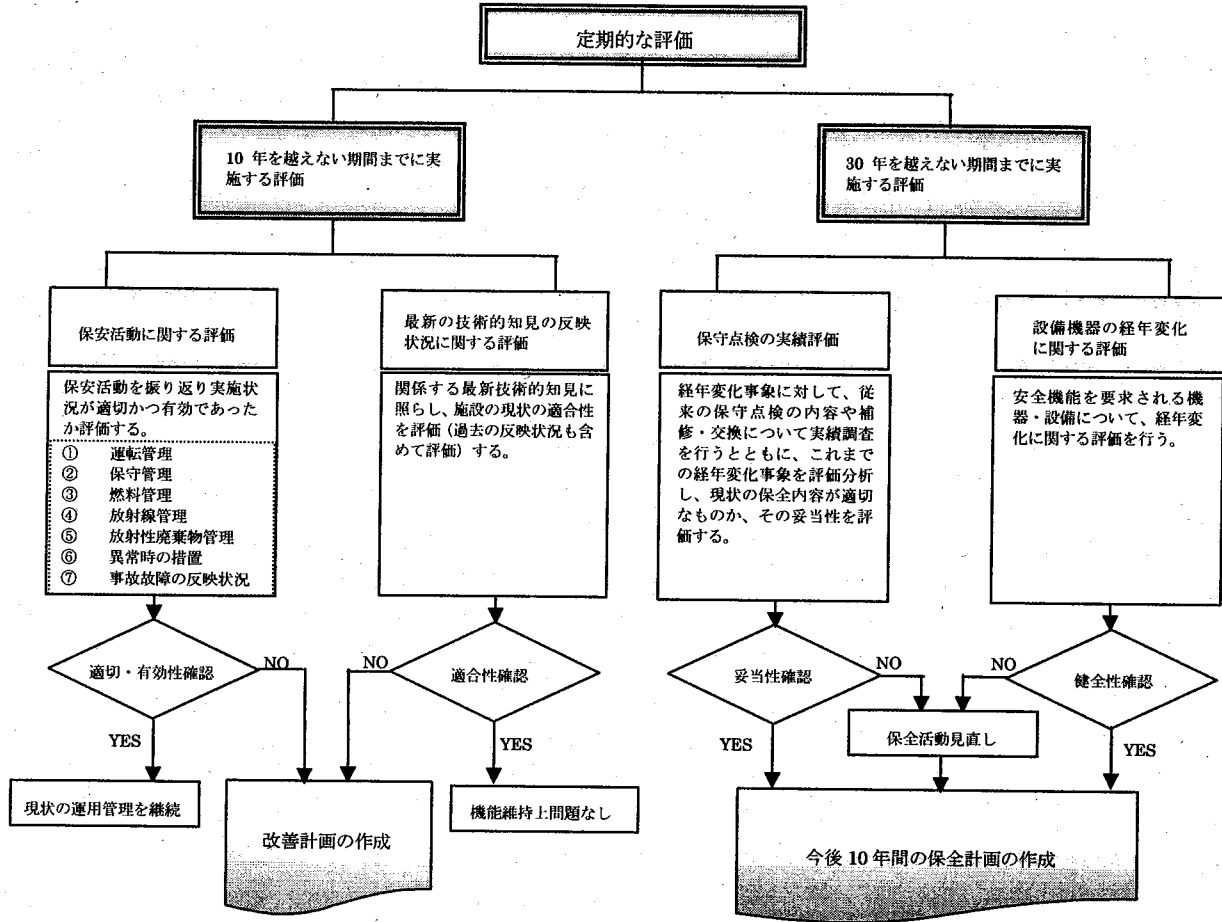 定期的な評価
10 年を越えない期間までに実
施する評価
30 年を越えない期間までに実
施する評価
保安活動に関する評価
最新の技術的知見の反映
状況に関する評価
保守点検の実績評価
設備機器の経年変化
に関する評価
保安活動を振り返り実施状
況が適切かつ有効であった
か評価する。
① 運転管理
② 保守管理
③ 燃料管理
④ 放射線管理
⑤ 放射性廃棄物管理
⑥ 異常時の措置
⑦ 事故故障の反映状況
関係する最新技術的知見に
照らし、施設の現状の適合性
を評価(過去の反映状況も含
めて評価)する。
経年変化事象に対して、従
来の保守点検の内容や補
修・交換について実績調査
を行うとともに、これまで
の経年変化事象を評価分析
し、現状の保全内容が適切
なものか、その妥当性を評
価する。
安全機能を要求される機
器・設備について、経年変
化に関する評価を行う。
適切・有効性確認
NO
NO
適合性確認
妥当性確認
NO
NO
健全性確認
YES
YES
YES
保全活動見直し
YES
現状の運用管理を継続
改善計画の作成
機能維持上問題なし
今後 10 年間の保全計画の作成